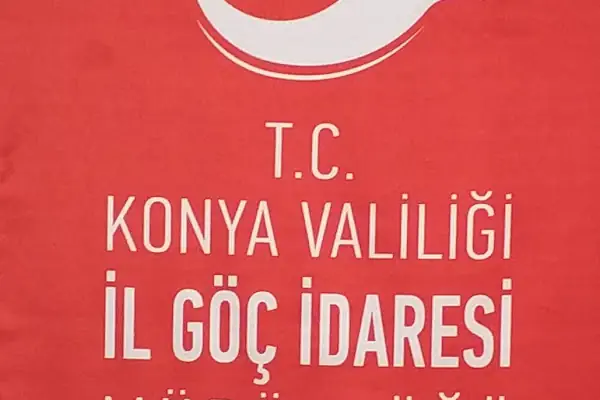 T.C.
KONYA VALİLİĞİ
İL GÖÇ İDARESİ